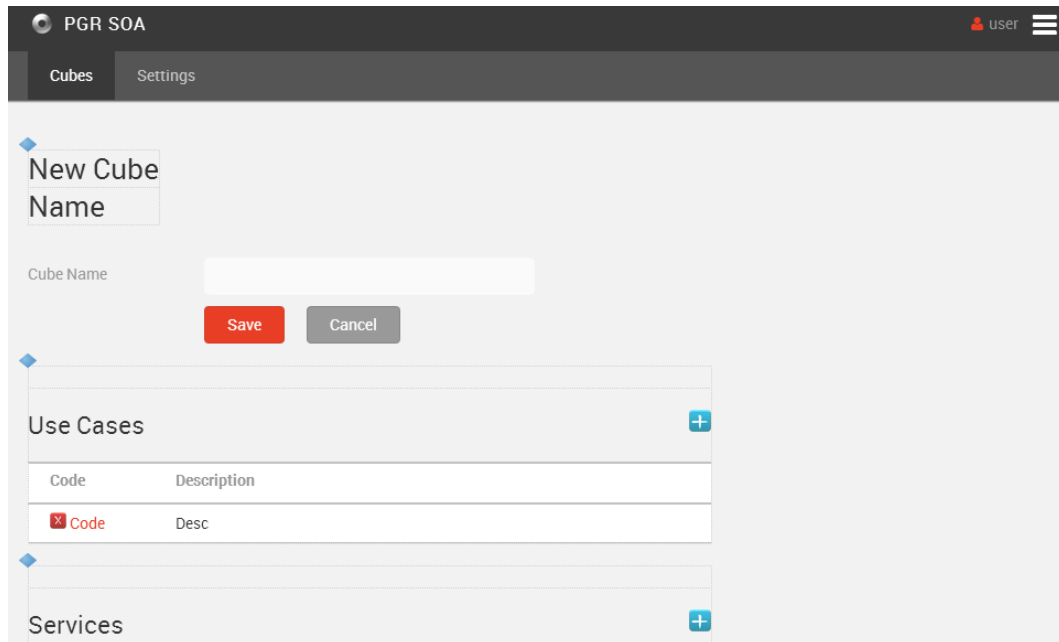 PGR SOA
user
Cubes Settings
New Cube
Name
Cube Name
Save Cancel
Use Cases
Code Description
X Code Desc
Services